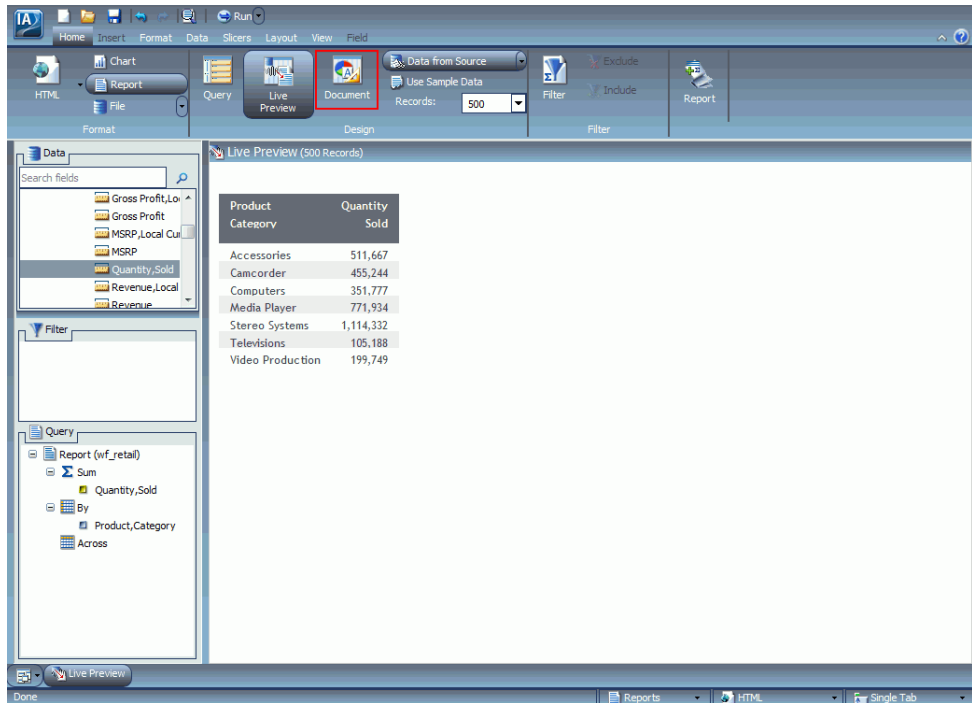 IA
Run
Home Insert Format Data Slicers Layout View Field
HTML
Chart
Report
File
Format
Query
Live Preview
Document
Data from Source
Use Sample Data
Records: 500
Design
Filter
Exclude
Include
Filter
Report
Data
Search fields
Gross Profit,Loc
Gross Profit
MSRP,Local Cur
MSRP
Quantity,Sold
Revenue,Local
Revenue
Filter
Query
Report (wf_retail)
Sum
Quantity,Sold
By
Product,Category
Across
Live Preview (500 Records)
Product Quantity
Category Sold
Accessories 511,667
Camcorder 455,244
Computers 351,777
Media Player 771,934
Stereo Systems 1,114,332
Televisions 105,188
Video Production 199,749
Live Preview
Done Reports HTML Single Tab